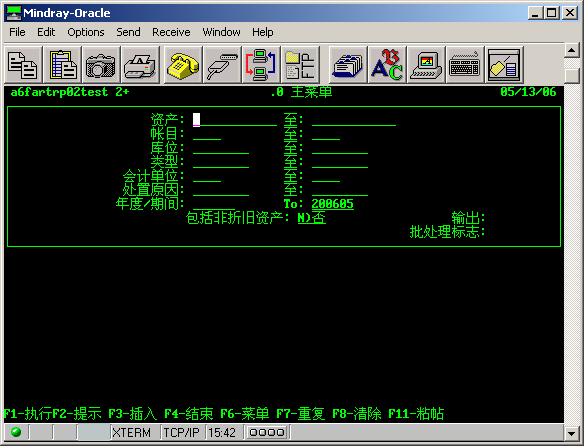 Mindray-Oracle
File Edit Options Send Receive Window Help
a6fartrp02test 2+ .0 主菜单 05/13/06
资产: 至:
帐目: 至:
库位: 至:
类型: 至:
会计单位: 至:
处置原因: 至:
年度/期间: To: 200605
包括非折旧资产: N)否 输出:
批处理标志:
F1-执行F2-提示 F3-插入 F4-结束 F6-菜单 F7-重复 F8-清除 F11-粘帖
XTERM TCP/IP 15:42